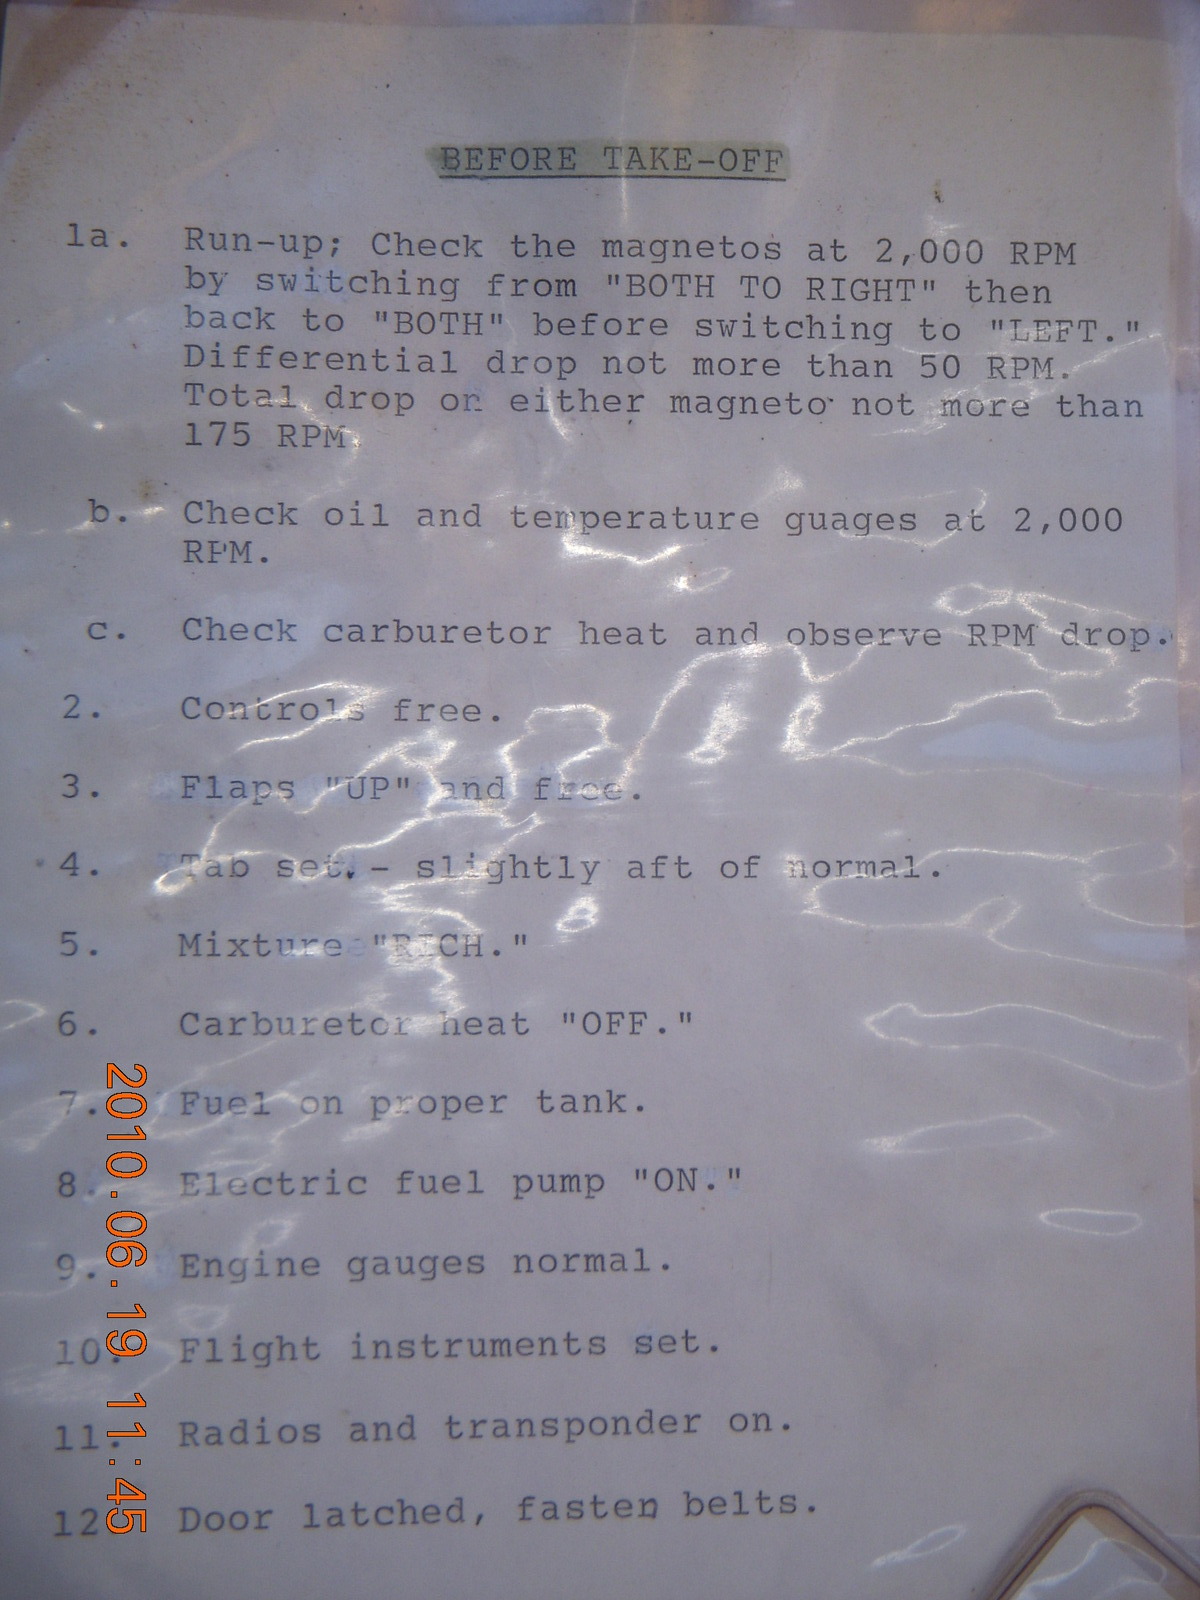 BEFORE TAKE-OFF
1a. Run-up; Check the magnetos at 2,000 RPM
by switching from "BOTH TO RIGHT" then
back to "BOTH" before switching to "LEFT."
Differential drop not more than 50 RPM.
Total drop on either magneto not more than
175 RPM.
b. Check oil and temperature guages at 2,000
RPM.
c. Check carburetor heat and observe RPM drop.
2. Controls free.
3. Flaps "UP" and free.
4. Tab set. - slightly aft of normal.
5. Mixture "RICH."
6. Carburetor heat "OFF."
7. Fuel on proper tank.
8. Electric fuel pump "ON."
9. Engine gauges normal.
10. Flight instruments set.
11. Radios and transponder on.
12. Door latched, fasten belts.
2010.06.19 11:45